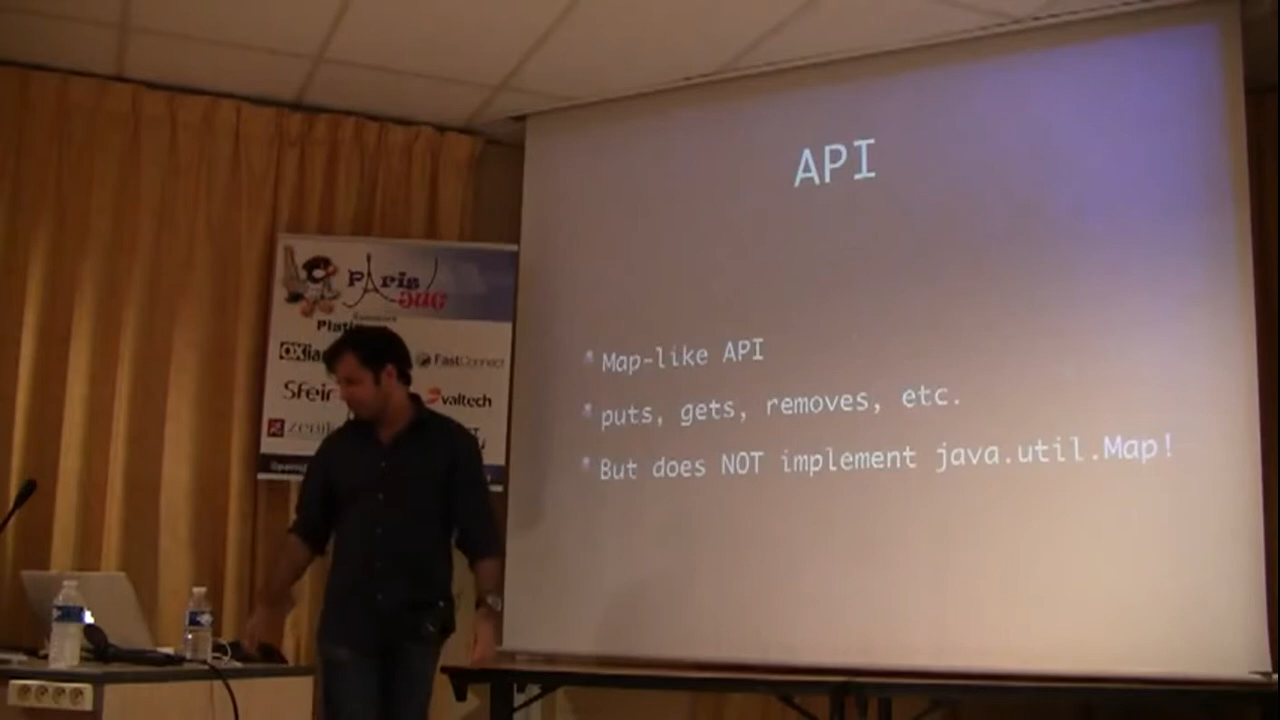 API
Map-like API
puts, gets, removes, etc.
But does NOT implement java.util.Map!
Paris
JUG
FastConnect
Sfeir
valtech